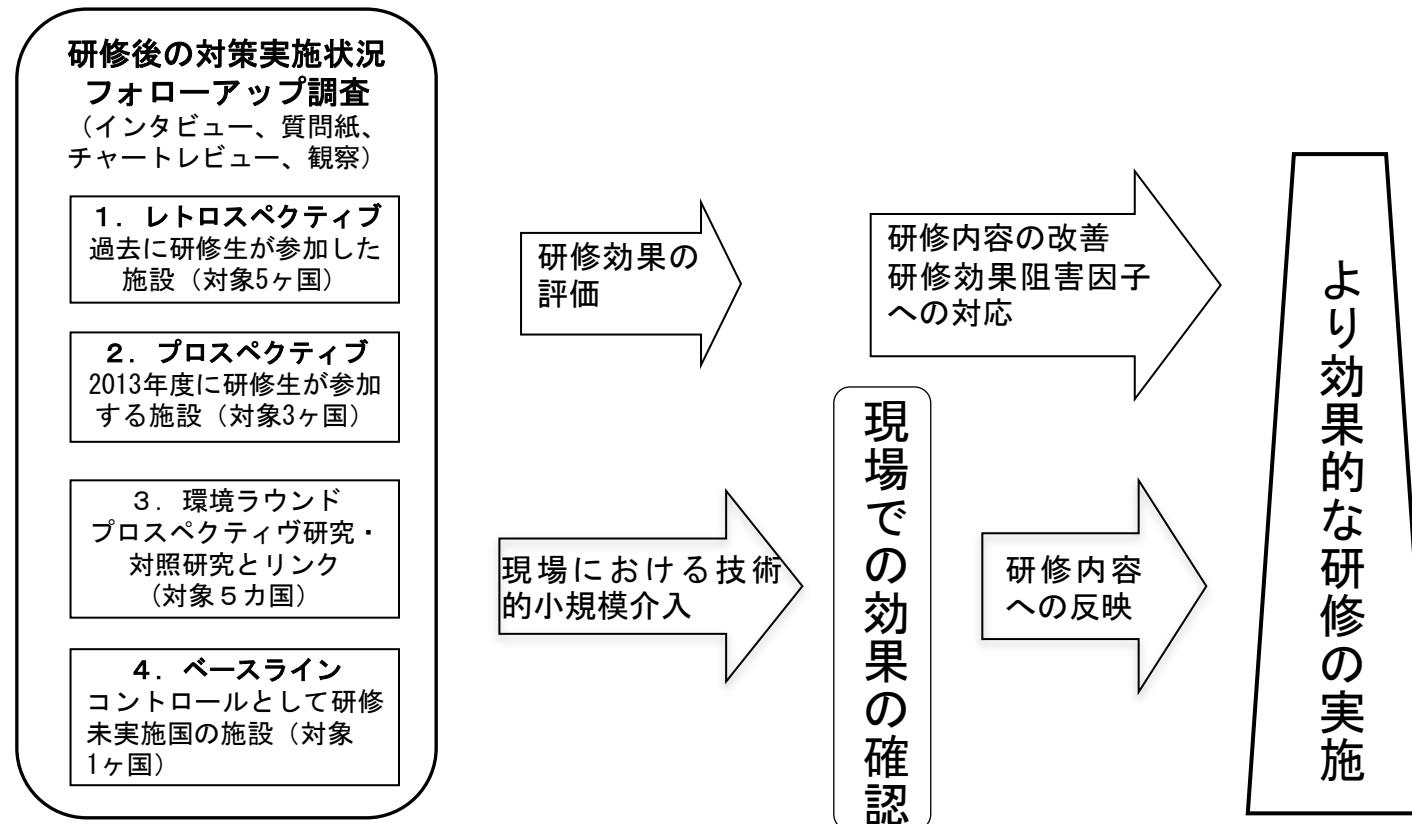 研修後の対策実施状況
フォローアップ調査
（インタビュー、質問紙、
チャートレビュー、観察）
１．レトロスペクティブ
過去に研修生が参加した
施設（対象5ヶ国）
２．プロスペクティブ
2013年度に研修生が参加
する施設（対象3ヶ国）
３．環境ラウンド
プロスペクティヴ研究・
対照研究とリンク
（対象５カ国）
４．ベースライン
コントロールとして研修
未実施国の施設（対象
1ヶ国）
研修効果の
評価
研修内容の改善
研修効果阻害因子
への対応
現場における技術
的小規模介入
現場での効果の確認
研修内容
への反映
より効果的な研修の実施